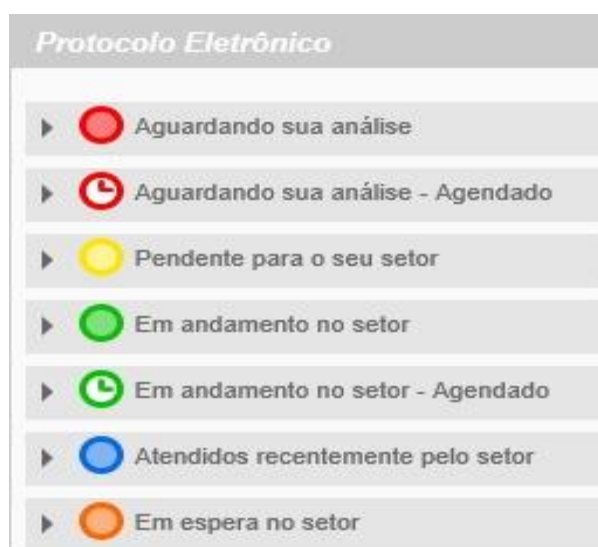 Protocolo Eletrônico
Aguardando sua análise
Aguardando sua análise - Agendado
Pendente para o seu setor
Em andamento no setor
Em andamento no setor - Agendado
Atendidos recentemente pelo setor
Em espera no setor